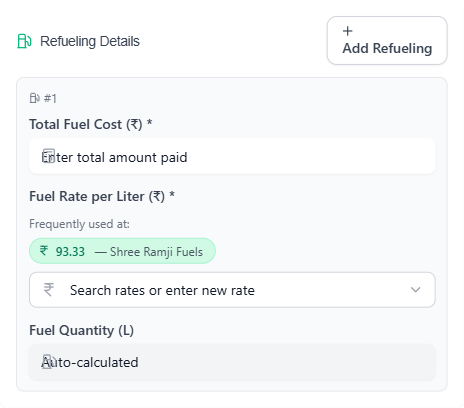 Refueling Details
+
Add Refueling
#1
Total Fuel Cost (₹) *
Enter total amount paid
Fuel Rate per Liter (₹) *
Frequently used at:
₹ 93.33 — Shree Ramji Fuels
₹ Search rates or enter new rate
Fuel Quantity (L)
Auto-calculated